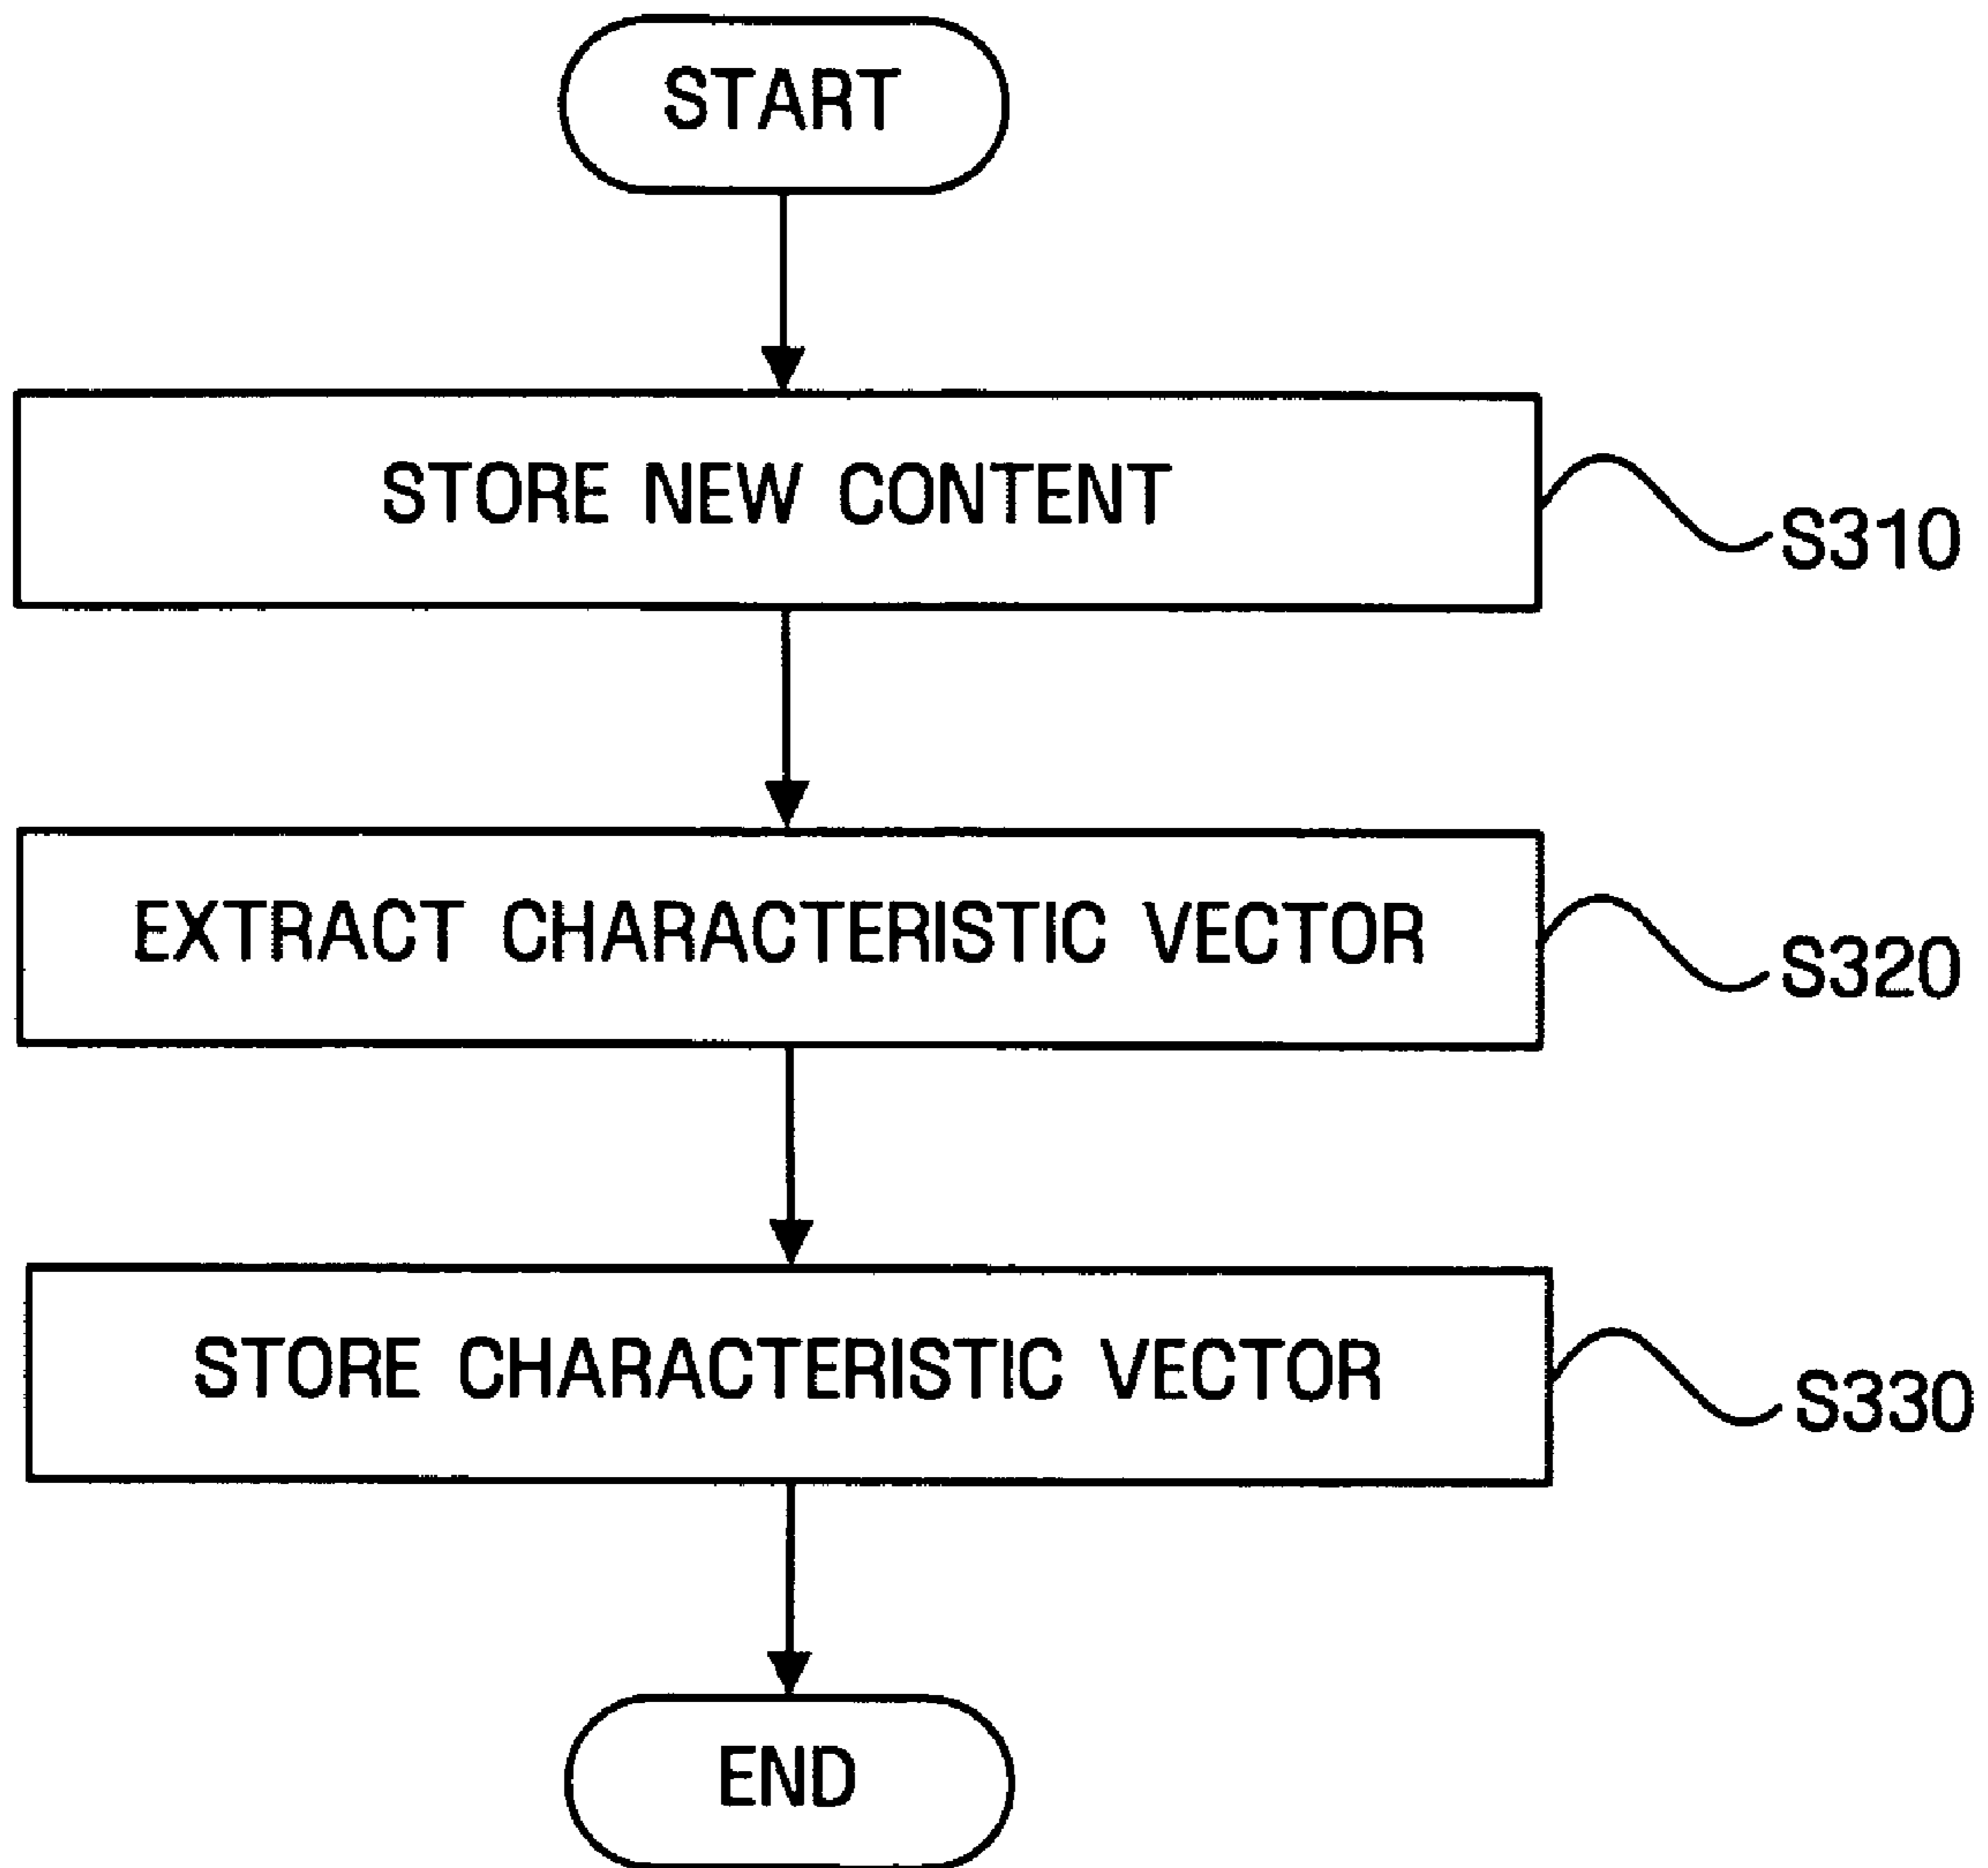 START
STORE NEW CONTENT
S310
EXTRACT CHARACTERISTIC VECTOR
S320
STORE CHARACTERISTIC VECTOR
S330
END